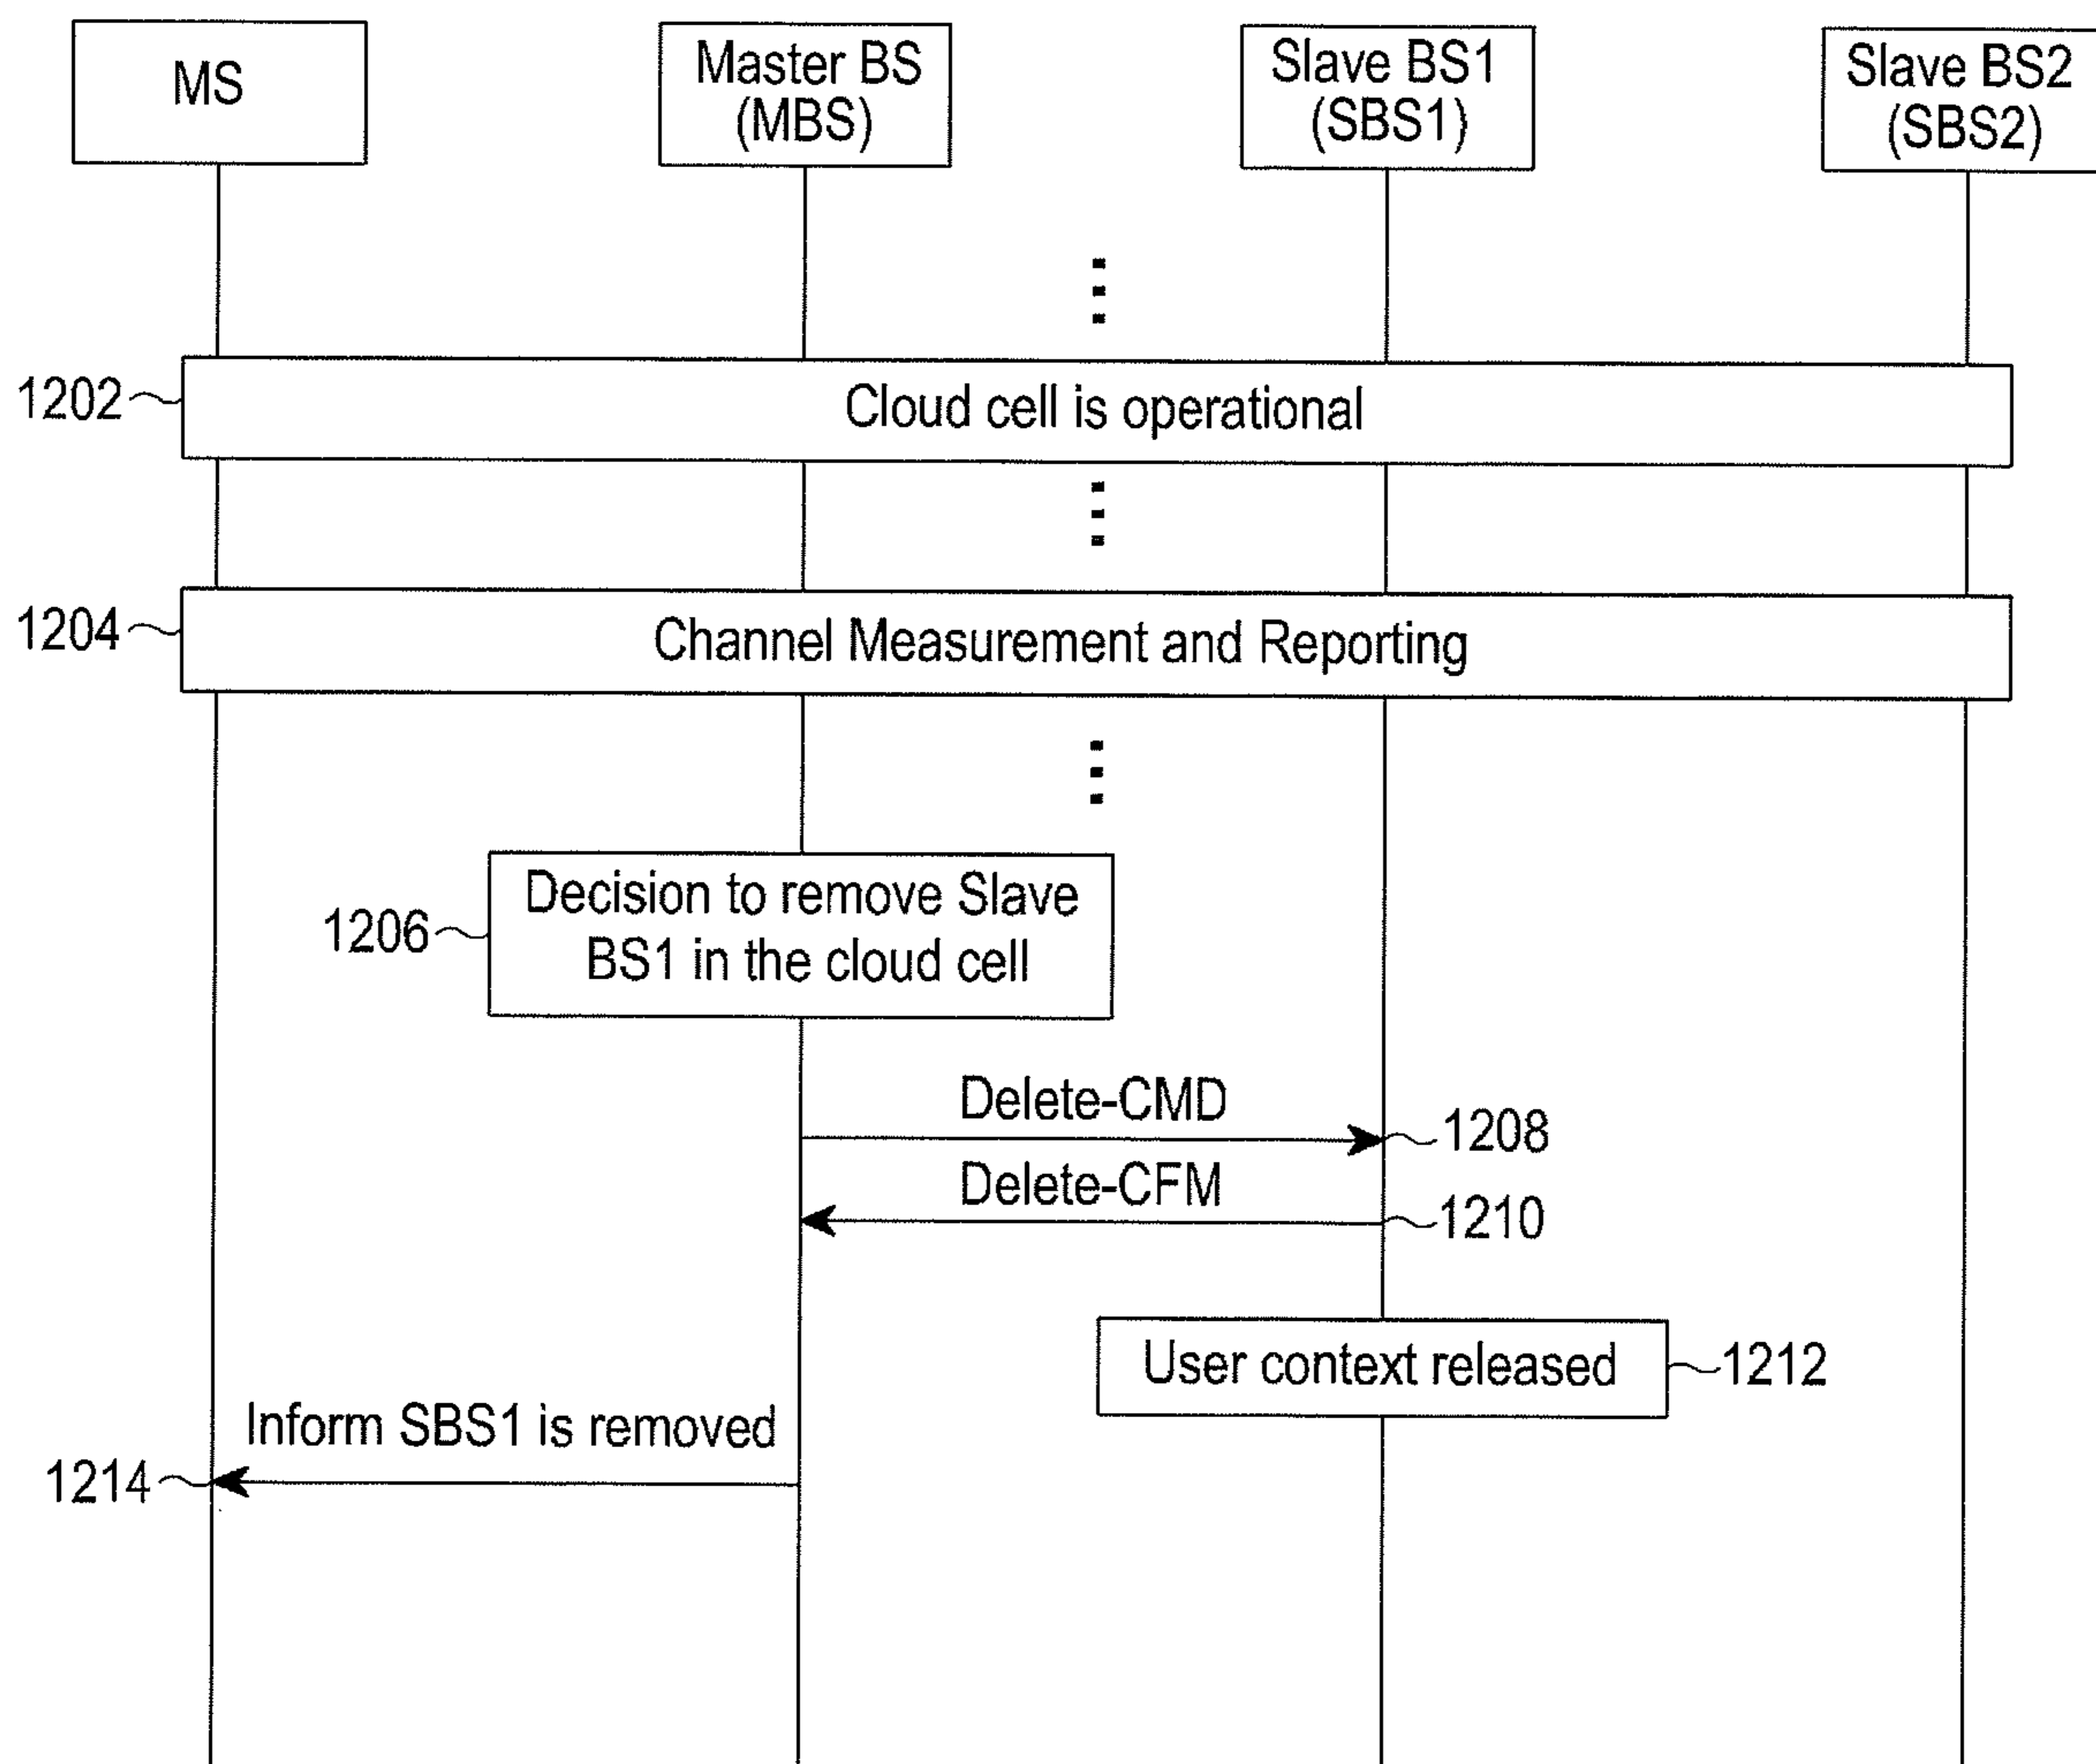 MS
Master BS
(MBS)
Slave BS1
(SBS1)
Slave BS2
(SBS2)
1202
Cloud cell is operational
1204
Channel Measurement and Reporting
1206
Decision to remove Slave
BS1 in the cloud cell
Delete-CMD
1208
Delete-CFM
1210
User context released
1212
Inform SBS1 is removed
1214